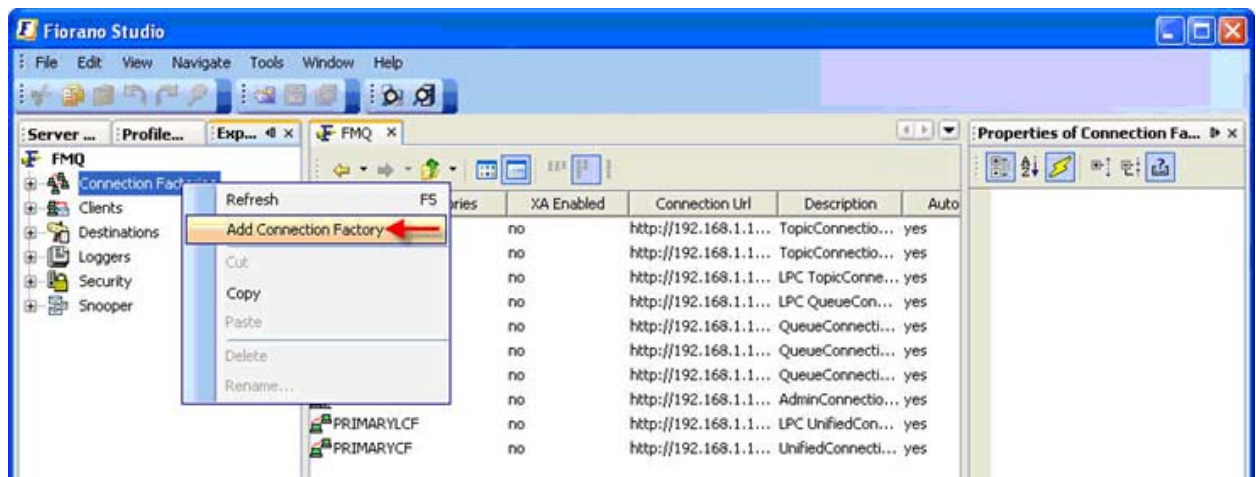 Fiorano Studio
File Edit View Navigate Tools Window Help
Server ... Profile... Exp...
FMQ
Connection Fac
Clients
Destinations
Loggers
Security
Snooper
Refresh F5
Add Connection Factory
Cut
Copy
Paste
Delete
Rename...
FMQ
ories XA Enabled Connection Url Description Auto
no http://192.168.1.1... TopicConnectio... yes
no http://192.168.1.1... TopicConnectio... yes
no http://192.168.1.1... LPC TopicConne... yes
no http://192.168.1.1... LPC QueueCon... yes
no http://192.168.1.1... QueueConnecti... yes
no http://192.168.1.1... QueueConnecti... yes
no http://192.168.1.1... QueueConnecti... yes
no http://192.168.1.1... AdminConnectio... yes
PRIMARYLCF no http://192.168.1.1... LPC UnifiedCon... yes
PRIMARYCF no http://192.168.1.1... UnifiedConnecti... yes
Properties of Connection Fa...